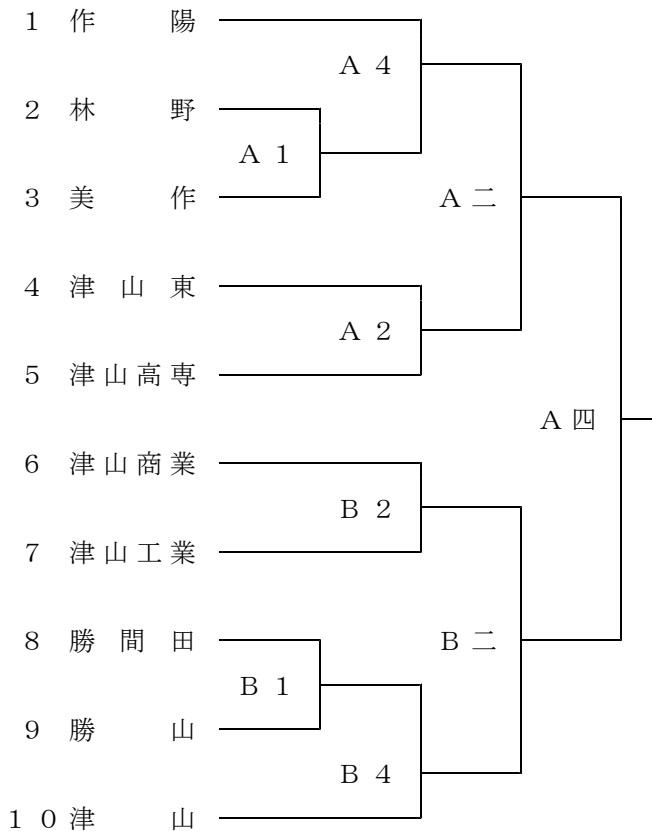 1 作陽
A 4
2 林野
A 1
3 美作
A 二
4 津山東
A 2
5 津山高専
A 四
6 津山商業
B 2
7 津山工業
8 勝間田
B 二
B 1
9 勝山
B 4
10 津山